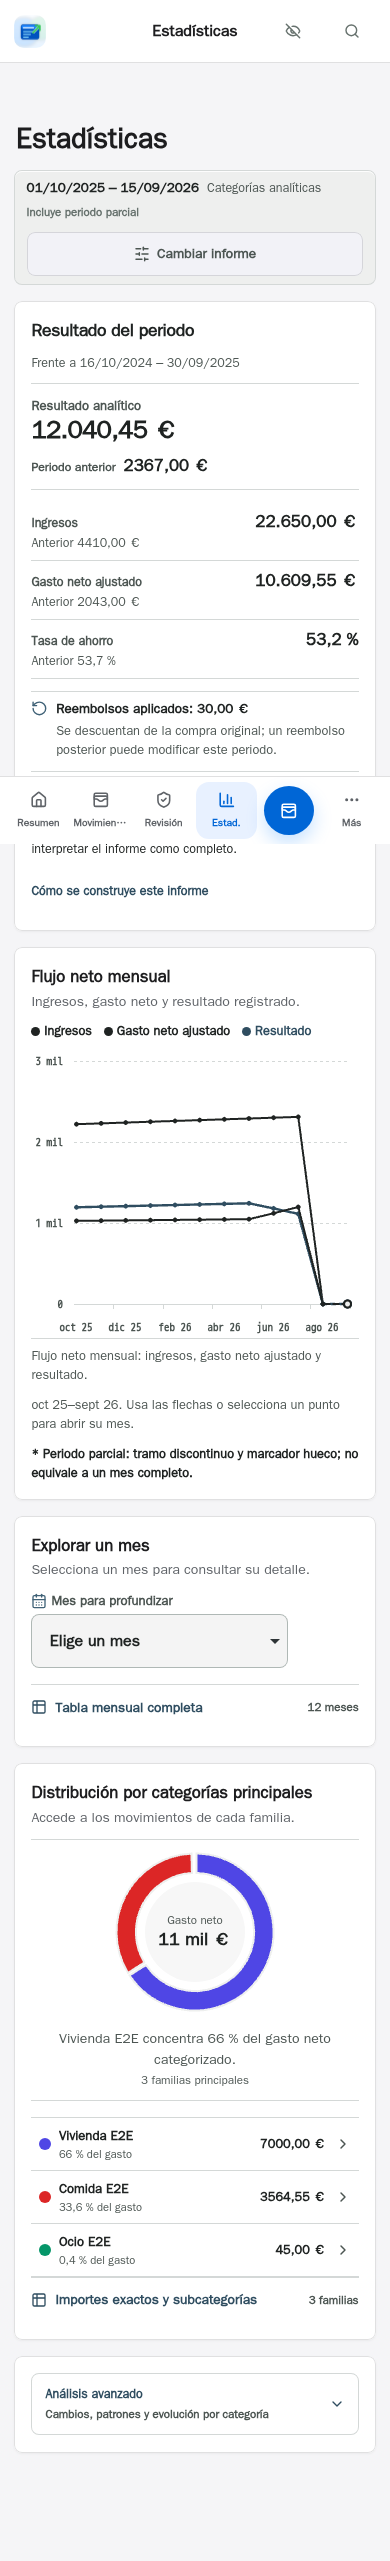 Estadísticas
Estadísticas
01/10/2025 – 15/09/2026 Categorías analíticas
Incluye periodo parcial
Cambiar informe
Resultado del periodo
Frente a 16/10/2024 – 30/09/2025
Resultado analítico
12.040,45 €
Periodo anterior 2367,00 €
Ingresos 22.650,00 €
Anterior 4410,00 €
Gasto neto ajustado 10.609,55 €
Anterior 2043,00 €
Tasa de ahorro 53,2 %
Anterior 53,7 %
Reembolsos aplicados: 30,00 €
Se descuentan de la compra original; un reembolso
posterior puede modificar este periodo.
Resumen Movimien… Revisión Estad. Más
interpretar el informe como completo.
Cómo se construye este informe
Flujo neto mensual
Ingresos, gasto neto y resultado registrado.
Ingresos Gasto neto ajustado Resultado
3 mil
2 mil
1 mil
0
oct 25 dic 25 feb 26 abr 26 jun 26 ago 26
Flujo neto mensual: ingresos, gasto neto ajustado y
resultado.
oct 25–sept 26. Usa las flechas o selecciona un punto
para abrir su mes.
* Periodo parcial: tramo discontinuo y marcador hueco; no
equivale a un mes completo.
Explorar un mes
Selecciona un mes para consultar su detalle.
Mes para profundizar
Elige un mes
Tabla mensual completa 12 meses
Distribución por categorías principales
Accede a los movimientos de cada familia.
Gasto neto
11 mil €
Vivienda E2E concentra 66 % del gasto neto
categorizado.
3 familias principales
Vivienda E2E 7000,00 €
66 % del gasto
Comida E2E 3564,55 €
33,6 % del gasto
Ocio E2E 45,00 €
0,4 % del gasto
Importes exactos y subcategorías 3 familias
Análisis avanzado
Cambios, patrones y evolución por categoría